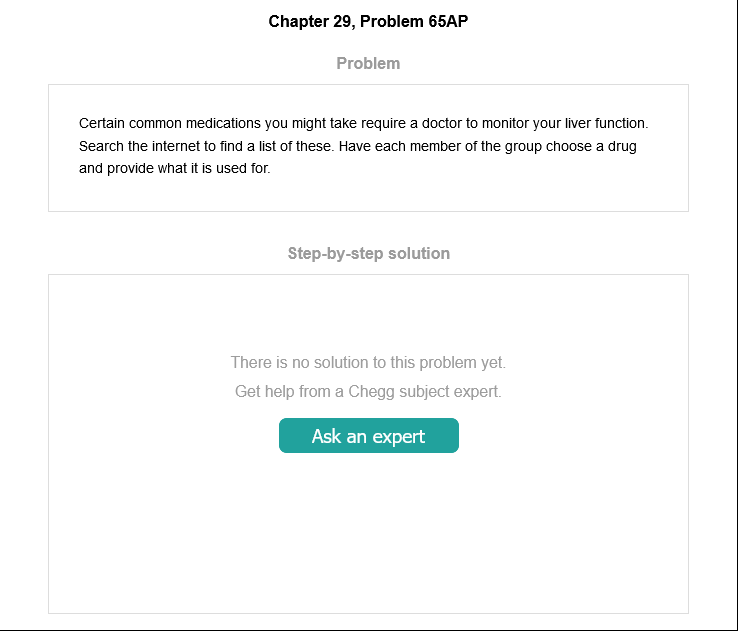 Chapter 29, Problem 65AP
Problem
Certain common medications you might take require a doctor to monitor your liver function.
Search the internet to find a list of these. Have each member of the group choose a drug
and provide what it is used for.
Step-by-step solution
There is no solution to this problem yet.
Get help from a Chegg subject expert.
Ask an expert